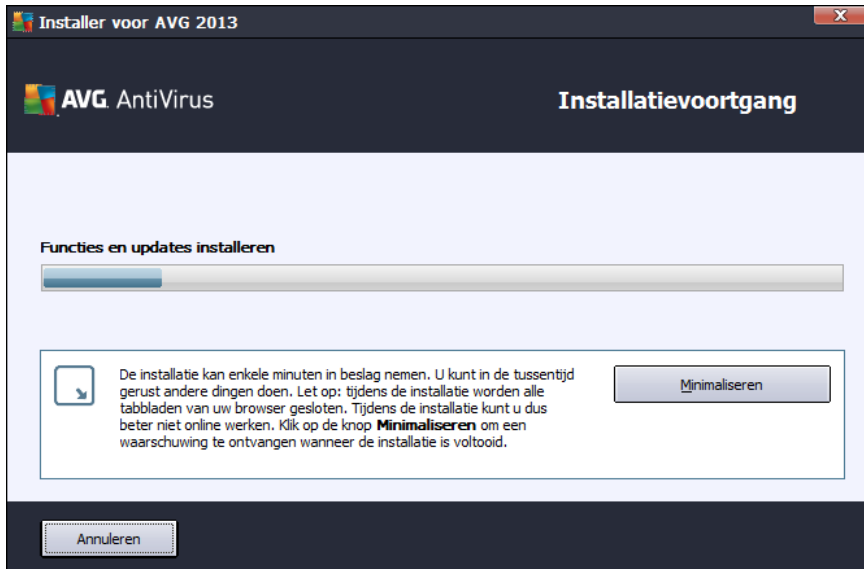 Installer voor AVG 2013
AVG. AntiVirus
Installatievoortgang
Functies en updates installeren
De installatie kan enkele minuten in beslag nemen. U kunt in de tussentijd
gerust andere dingen doen. Let op: tijdens de installatie worden alle
tabbladen van uw browser gesloten. Tijdens de installatie kunt u dus
beter niet online werken. Klik op de knop Minimaliseren om een
waarschuwing te ontvangen wanneer de installatie is voltooid.
Minimaliseren
Annuleren